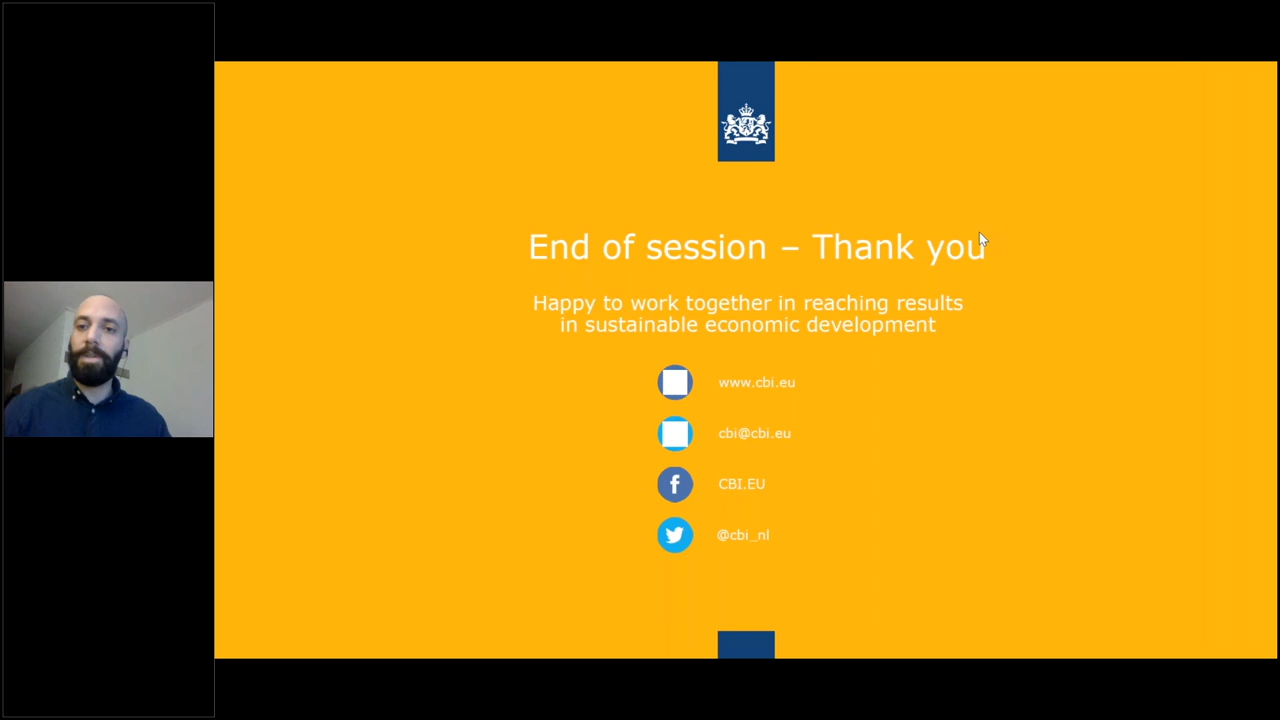 End of session – Thank you
Happy to work together in reaching results
in sustainable economic development
www.cbi.eu
cbi@cbi.eu
CBI.EU
@cbi_nl